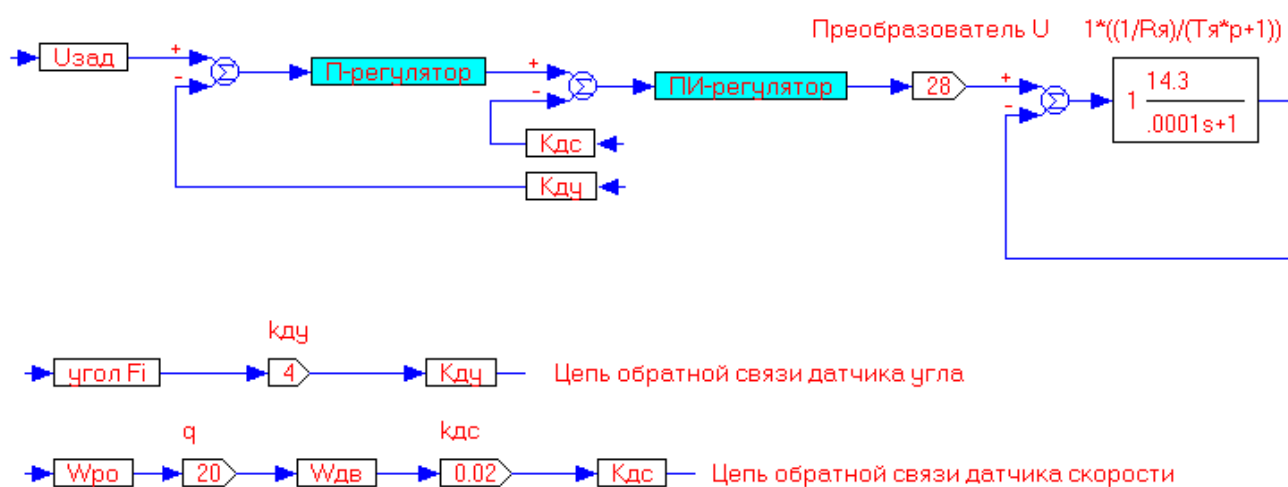 Преобразователь U 1*((1/Rя)/(Tя*p+1))
Uзад + - Σ П-регулятор + - Σ ПИ-регулятор 28 + - Σ 1 14.3
.0001s+1
Кдс
Кду
kду
угол Fi 4 Кду Цепь обратной связи датчика угла
q kдс
Wро 20 Wдв 0.02 Кдс Цепь обратной связи датчика скорости